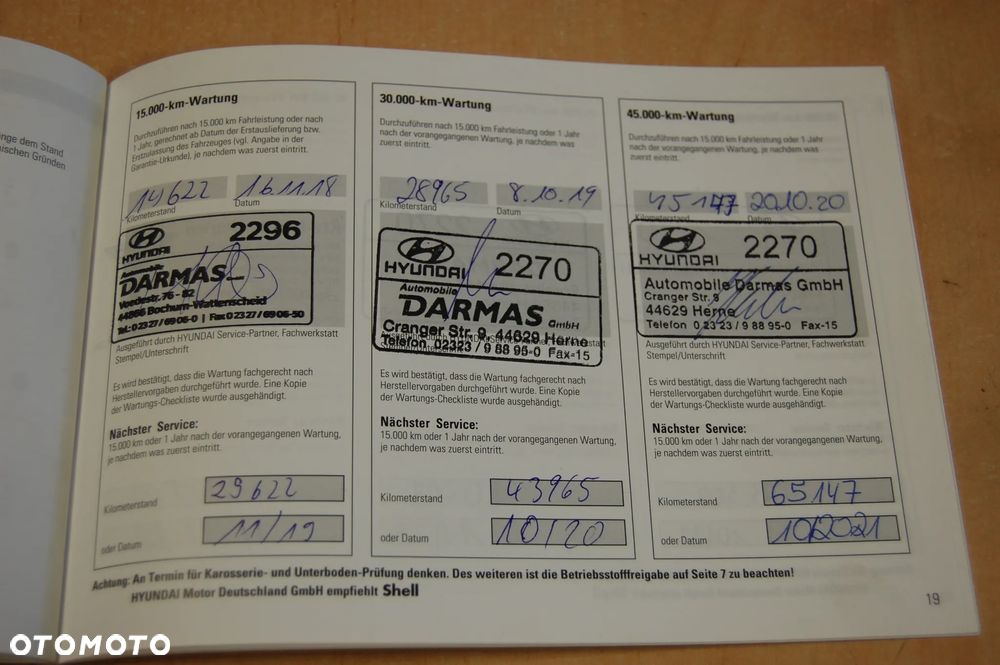 nge dem Stand
nischen Gründen
15.000-km-Wartung
Durchzuführen nach 15.000 km Fahrleistung oder nach
1 Jahr, gerechnet ab Datum der Erstauslieferung bzw.
Erstzulassung des Fahrzeuges (vgl. Angabe in der
Garantie-Urkunde), je nachdem was zuerst eintritt.
14622 16.11.18
Kilometerstand Datum
HYUNDAI 2296
Automobile
DARMAS
Voedestr. 76 - 82
44866 Bochum-Wattenscheid
Tel.: 0 23 27 / 69 06-0 | Fax 0 23 27 / 69 06-50
Ausgeführt durch HYUNDAI Service-Partner, Fachwerkstatt
Stempel/Unterschrift
Es wird bestätigt, dass die Wartung fachgerecht nach
Herstellervorgaben durchgeführt wurde. Eine Kopie
der Wartungs-Checkliste wurde ausgehändigt.
Nächster Service:
15.000 km oder 1 Jahr nach der vorangegangenen Wartung,
je nachdem was zuerst eintritt.
Kilometerstand 29622
oder Datum 11/19
30.000-km-Wartung
Durchzuführen nach 15.000 km Fahrleistung oder 1 Jahr
nach der vorangegangenen Wartung, je nachdem was
zuerst eintritt.
28965 8.10.19
Kilometerstand Datum
HYUNDAI 2270
Automobile
DARMAS GmbH
Cranger Str. 9, 44629 Herne
Telefon 02323 / 9 88 95-0 Fax-15
Es wird bestätigt, dass die Wartung fachgerecht nach
Herstellervorgaben durchgeführt wurde. Eine Kopie
der Wartungs-Checkliste wurde ausgehändigt.
Nächster Service:
15.000 km oder 1 Jahr nach der vorangegangenen Wartung,
je nachdem was zuerst eintritt.
Kilometerstand 43965
oder Datum 10/20
45.000-km-Wartung
Durchzuführen nach 15.000 km Fahrleistung oder 1 Jahr
nach der vorangegangenen Wartung, je nachdem was
zuerst eintritt.
45147 20.10.20
Kilometerstand Datum
HYUNDAI 2270
Automobile Darmas GmbH
Cranger Str. 9
44629 Herne
Telefon 0 23 23 / 9 88 95-0 Fax-15
Ausgeführt durch HYUNDAI Service-Partner, Fachwerkstatt
Stempel/Unterschrift
Es wird bestätigt, dass die Wartung fachgerecht nach
Herstellervorgaben durchgeführt wurde. Eine Kopie
der Wartungs-Checkliste wurde ausgehändigt.
Nächster Service:
15.000 km oder 1 Jahr nach der vorangegangenen Wartung,
je nachdem was zuerst eintritt.
Kilometerstand 65147
oder Datum 10/2021
Achtung: An Termin für Karosserie- und Unterboden-Prüfung denken. Des weiteren ist die Betriebsstofffreigabe auf Seite 7 zu beachten!
HYUNDAI Motor Deutschland GmbH empfiehlt Shell
19
OTOMOTO